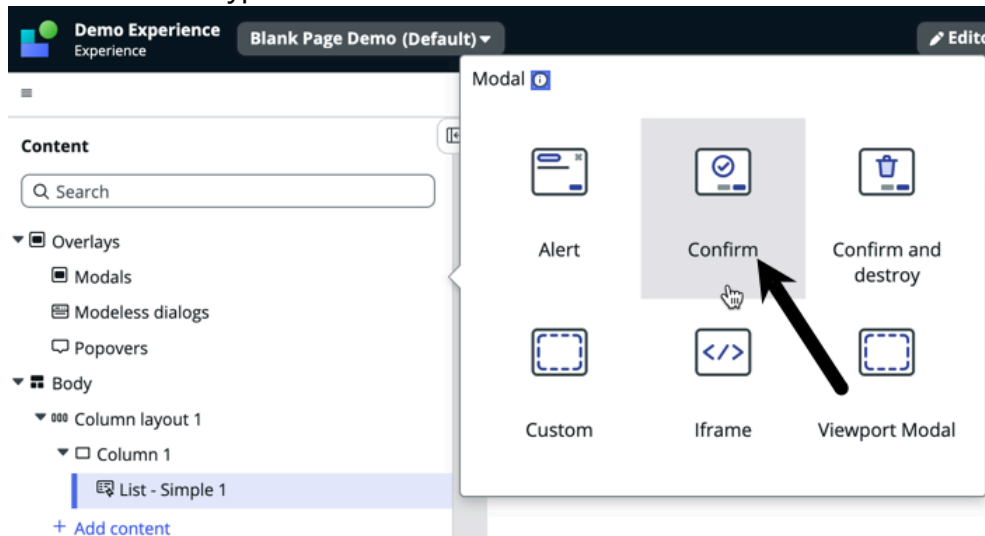 Demo Experience
Experience
Blank Page Demo (Default)
Modal
Content
Search
Overlays
Modals
Modeless dialogs
Popovers
Body
Column layout 1
Column 1
List - Simple 1
+ Add content
Alert
Confirm
Confirm and
destroy
Custom
Iframe
Viewport Modal